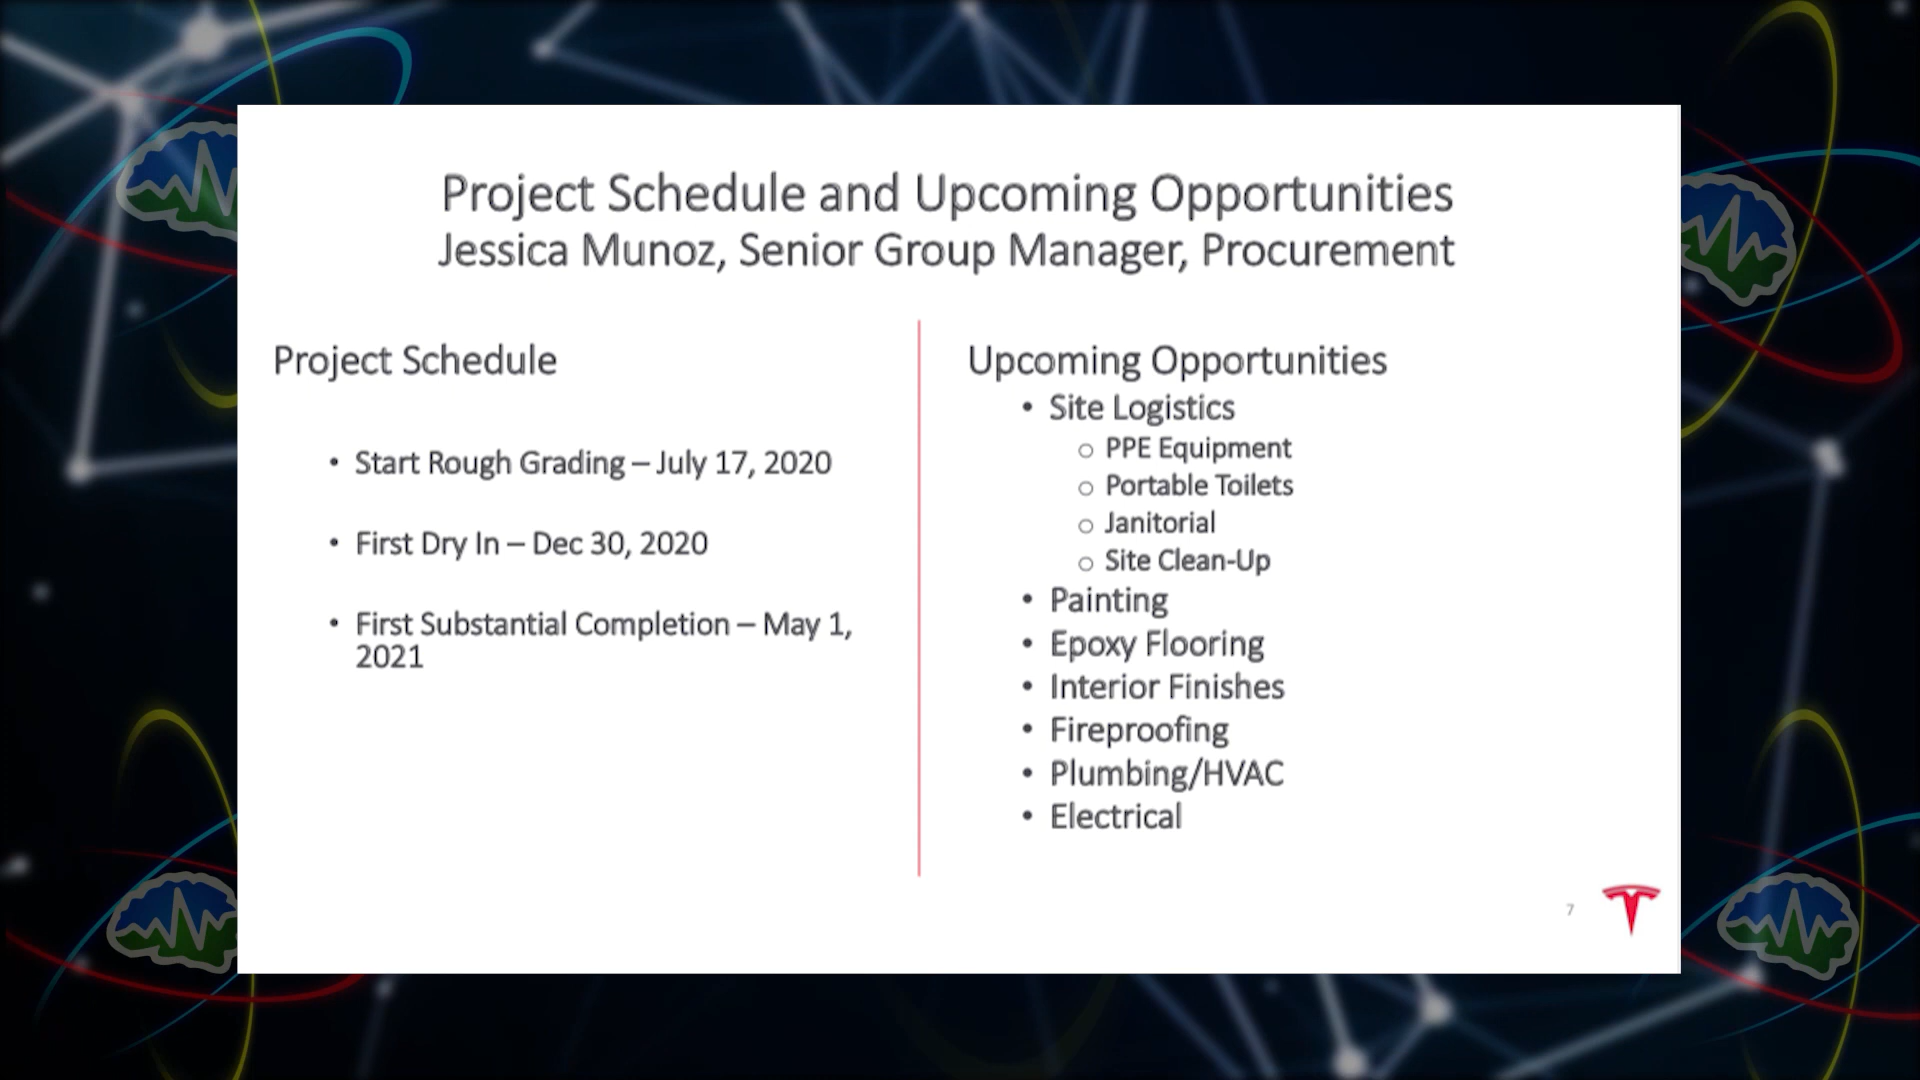 Project Schedule and Upcoming Opportunities
Jessica Munoz, Senior Group Manager, Procurement
Project Schedule
• Start Rough Grading – July 17, 2020
• First Dry In – Dec 30, 2020
• First Substantial Completion – May 1,
2021
Upcoming Opportunities
• Site Logistics
○ PPE Equipment
○ Portable Toilets
○ Janitorial
○ Site Clean-Up
• Painting
• Epoxy Flooring
• Interior Finishes
• Fireproofing
• Plumbing/HVAC
• Electrical
7